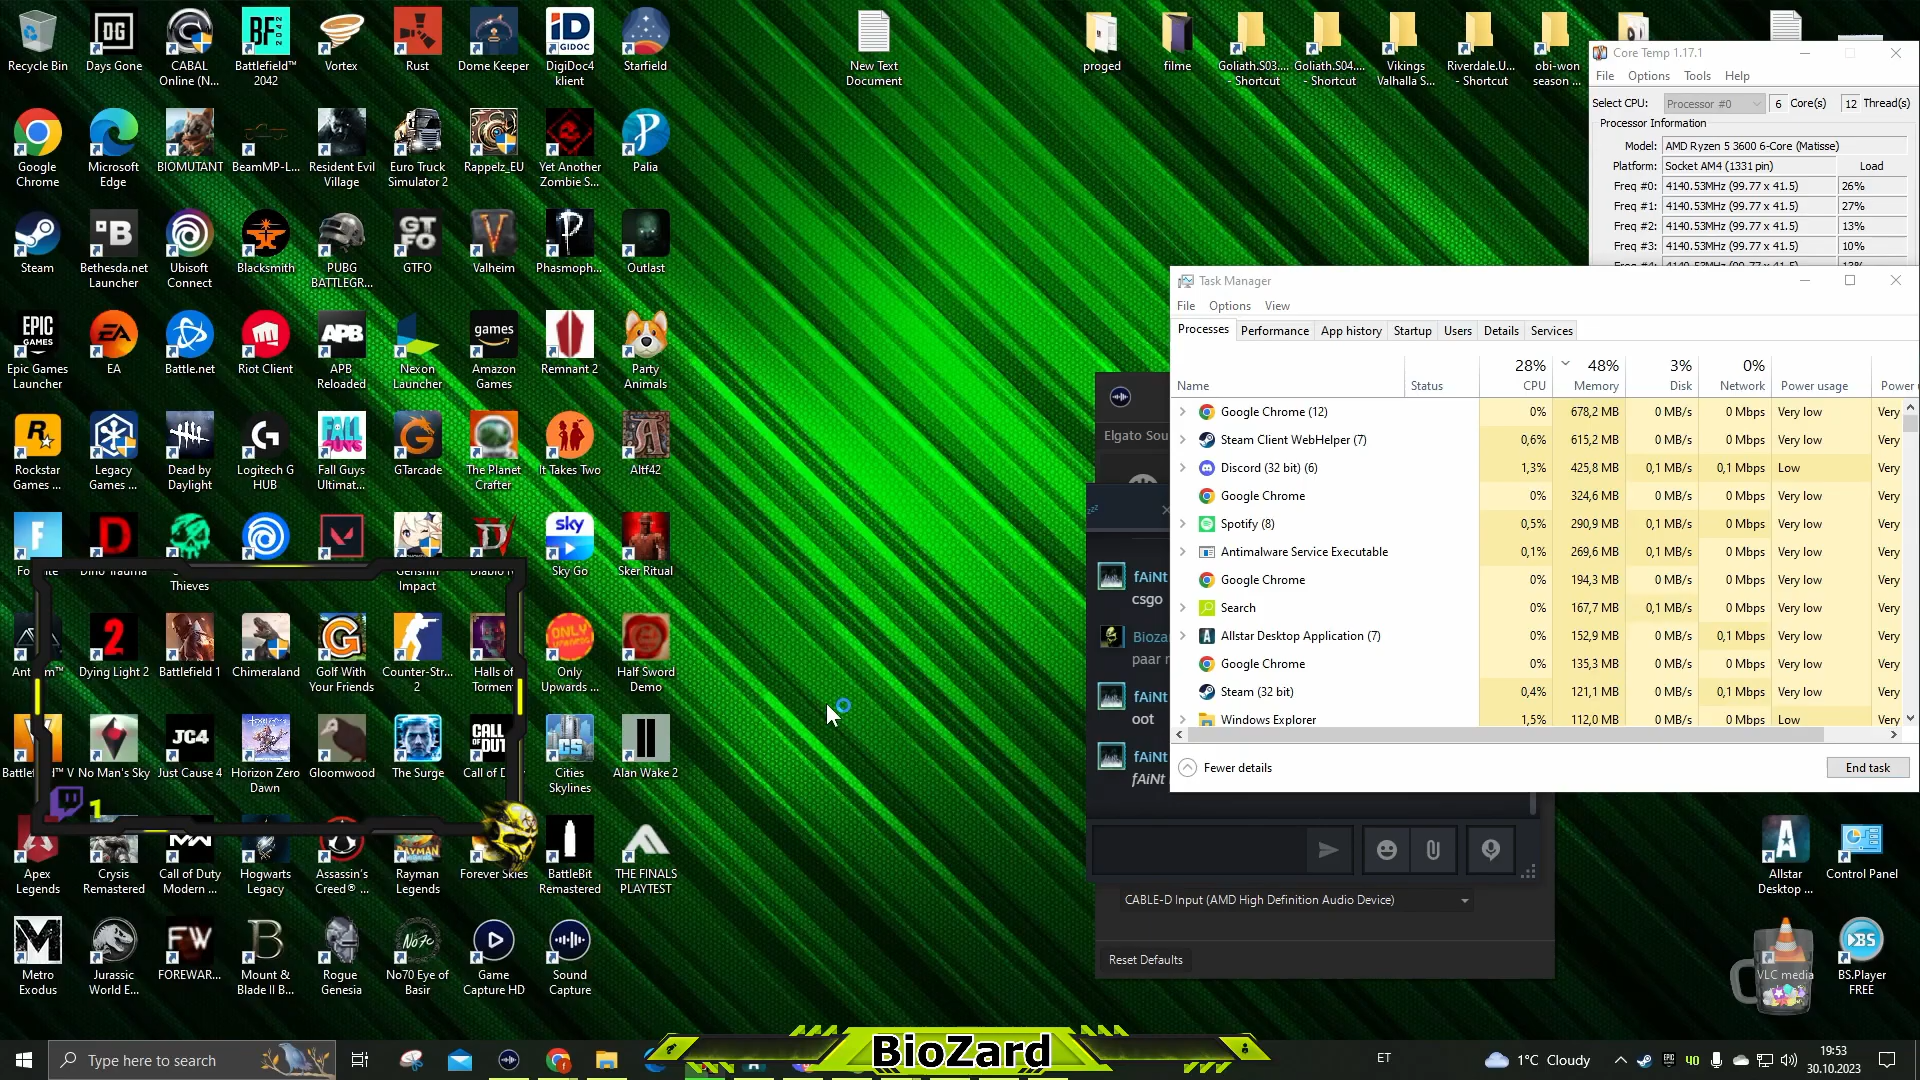 Recycle Bin
Days Gone
CABAL
Online (N...
Battlefield™
2042
Vortex
Rust
Dome Keeper
DigiDoc4
klient
Starfield
New Text
Document
proged
filme
Goliath.S03....
- Shortcut
Goliath.S04....
- Shortcut
Vikings
Valhalla S...
Riverdale.U...
- Shortcut
obi-won
season ...
Google
Chrome
Microsoft
Edge
BIOMUTANT
BeamMP-L...
Resident Evil
Village
Euro Truck
Simulator 2
Rappelz_EU
Yet Another
Zombie S...
Palia
Steam
Bethesda.net
Launcher
Ubisoft
Connect
Blacksmith
PUBG
BATTLEGR...
GTFO
Valheim
Phasmoph...
Outlast
Epic Games
Launcher
EA
Battle.net
Riot Client
APB
Reloaded
Nexon
Launcher
Amazon
Games
Remnant 2
Party
Animals
Rockstar
Games ...
Legacy
Games ...
Dead by
Daylight
Logitech G
HUB
Fall Guys
Ultimat...
GTarcade
The Planet
Crafter
It Takes Two
Altf42
Thieves
Genshin
Impact
Sky Go
Sker Ritual
Dying Light 2
Battlefield 1
Chimeraland
Golf With
Your Friends
Counter-Str...
2
Halls of
Torment
Only
Upwards ...
Half Sword
Demo
No Man's Sky
Just Cause 4
Horizon Zero
Dawn
Gloomwood
The Surge
Cities
Skylines
Alan Wake 2
1
Apex
Legends
Crysis
Remastered
Call of Duty
Modern ...
Hogwarts
Legacy
Assassin's
Creed® ...
Rayman
Legends
Forever Skies
BattleBit
Remastered
THE FINALS
PLAYTEST
Metro
Exodus
Jurassic
World E...
FOREWAR...
Mount &
Blade II B...
Rogue
Genesia
No70 Eye of
Basir
Game
Capture HD
Sound
Capture
Core Temp 1.17.1
File Options Tools Help
Select CPU: Processor #0 6 Core(s) 12 Thread(s)
Processor Information
Model: AMD Ryzen 5 3600 6-Core (Matisse)
Platform: Socket AM4 (1331 pin) Load
Freq #0: 4140.53MHz (99.77 x 41.5) 26%
Freq #1: 4140.53MHz (99.77 x 41.5) 27%
Freq #2: 4140.53MHz (99.77 x 41.5) 13%
Freq #3: 4140.53MHz (99.77 x 41.5) 10%
Task Manager
File Options View
Processes Performance App history Startup Users Details Services
28% 48% 3% 0%
Name Status CPU Memory Disk Network Power usage Power
Google Chrome (12) 0% 678,2 MB 0 MB/s 0 Mbps Very low Very
Steam Client WebHelper (7) 0,6% 615,2 MB 0 MB/s 0 Mbps Very low Very
Discord (32 bit) (6) 1,3% 425,8 MB 0,1 MB/s 0,1 Mbps Low Very
Google Chrome 0% 324,6 MB 0 MB/s 0 Mbps Very low Very
Spotify (8) 0,5% 290,9 MB 0,1 MB/s 0 Mbps Very low Very
Antimalware Service Executable 0,1% 269,6 MB 0,1 MB/s 0 Mbps Very low Very
Google Chrome 0% 194,3 MB 0 MB/s 0 Mbps Very low Very
Search 0% 167,7 MB 0,1 MB/s 0 Mbps Very low Very
Allstar Desktop Application (7) 0% 152,9 MB 0 MB/s 0,1 Mbps Very low Very
Google Chrome 0% 135,3 MB 0 MB/s 0 Mbps Very low Very
Steam (32 bit) 0,4% 121,1 MB 0 MB/s 0,1 Mbps Very low Very
Windows Explorer 1,5% 112,0 MB 0 MB/s 0 Mbps Low Very
Fewer details
End task
Elgato Sou
fAiNt
csgo
Bioza
paar
fAiNt
oot
fAiNt
fAiNt
CABLE-D Input (AMD High Definition Audio Device)
Reset Defaults
Allstar
Desktop ...
Control Panel
VLC media
BS.Player
FREE
Type here to search
BioZard
ET
1°C Cloudy
40
19:53
30.10.2023